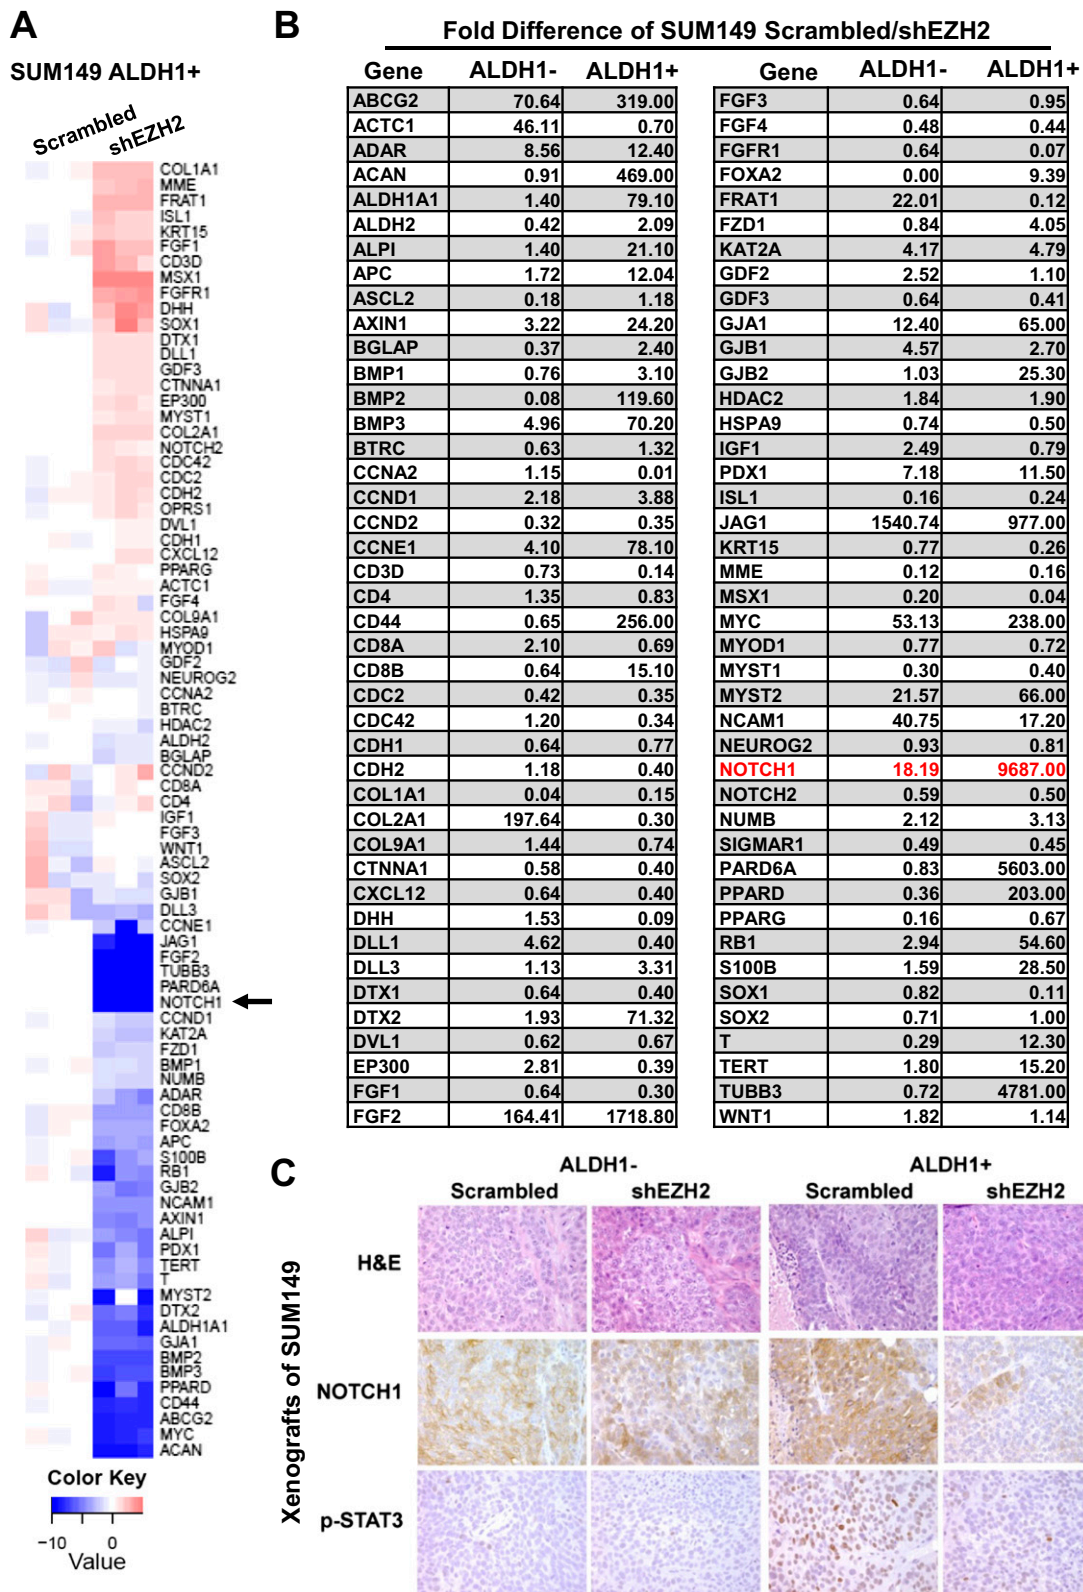 A
SUM149 ALDH1+
Scrambled
shEZH2
COL1A1
MME
FRAT1
ISL1
KRT15
FGF1
CD3D
MSX1
FGFR1
DHH
SOX1
DTX1
DLL1
GDF3
CTNNA1
EP300
MYST1
COL2A1
NOTCH2
CDC42
CDC2
CDH2
OPRS1
DVL1
CDH1
CXCL12
PPARG
ACTC1
FGF4
COL9A1
HSPA9
MYOD1
GDF2
NEUROG2
CCNA2
BTRC
HDAC2
ALDH2
BGLAP
CCND2
CD8A
CD4
IGF1
FGF3
WNT1
ASCL2
SOX2
GJB1
DLL3
CCNE1
JAG1
FGF2
TUBB3
PARD6A
NOTCH1
CCND1
KAT2A
FZD1
BMP1
NUMB
ADAR
CD8B
FOXA2
APC
S100B
RB1
GJB2
NCAM1
AXIN1
ALPI
PDX1
TERT
T
MYST2
DTX2
ALDH1A1
GJA1
BMP2
BMP3
PPARD
CD44
ABCG2
MYC
ACAN
Color Key
−10 0
Value
B
Fold Difference of SUM149 Scrambled/shEZH2
Gene ALDH1- ALDH1+
ABCG2 70.64 319.00
ACTC1 46.11 0.70
ADAR 8.56 12.40
ACAN 0.91 469.00
ALDH1A1 1.40 79.10
ALDH2 0.42 2.09
ALPI 1.40 21.10
APC 1.72 12.04
ASCL2 0.18 1.18
AXIN1 3.22 24.20
BGLAP 0.37 2.40
BMP1 0.76 3.10
BMP2 0.08 119.60
BMP3 4.96 70.20
BTRC 0.63 1.32
CCNA2 1.15 0.01
CCND1 2.18 3.88
CCND2 0.32 0.35
CCNE1 4.10 78.10
CD3D 0.73 0.14
CD4 1.35 0.83
CD44 0.65 256.00
CD8A 2.10 0.69
CD8B 0.64 15.10
CDC2 0.42 0.35
CDC42 1.20 0.34
CDH1 0.64 0.77
CDH2 1.18 0.40
COL1A1 0.04 0.15
COL2A1 197.64 0.30
COL9A1 1.44 0.74
CTNNA1 0.58 0.40
CXCL12 0.64 0.40
DHH 1.53 0.09
DLL1 4.62 0.40
DLL3 1.13 3.31
DTX1 0.64 0.40
DTX2 1.93 71.32
DVL1 0.62 0.67
EP300 2.81 0.39
FGF1 0.64 0.30
FGF2 164.41 1718.80
Gene ALDH1- ALDH1+
FGF3 0.64 0.95
FGF4 0.48 0.44
FGFR1 0.64 0.07
FOXA2 0.00 9.39
FRAT1 22.01 0.12
FZD1 0.84 4.05
KAT2A 4.17 4.79
GDF2 2.52 1.10
GDF3 0.64 0.41
GJA1 12.40 65.00
GJB1 4.57 2.70
GJB2 1.03 25.30
HDAC2 1.84 1.90
HSPA9 0.74 0.50
IGF1 2.49 0.79
PDX1 7.18 11.50
ISL1 0.16 0.24
JAG1 1540.74 977.00
KRT15 0.77 0.26
MME 0.12 0.16
MSX1 0.20 0.04
MYC 53.13 238.00
MYOD1 0.77 0.72
MYST1 0.30 0.40
MYST2 21.57 66.00
NCAM1 40.75 17.20
NEUROG2 0.93 0.81
NOTCH1 18.19 9687.00
NOTCH2 0.59 0.50
NUMB 2.12 3.13
SIGMAR1 0.49 0.45
PARD6A 0.83 5603.00
PPARD 0.36 203.00
PPARG 0.16 0.67
RB1 2.94 54.60
S100B 1.59 28.50
SOX1 0.82 0.11
SOX2 0.71 1.00
T 0.29 12.30
TERT 1.80 15.20
TUBB3 0.72 4781.00
WNT1 1.82 1.14
C
ALDH1- ALDH1+
Scrambled shEZH2 Scrambled shEZH2
Xenografts of SUM149
H&E
NOTCH1
p-STAT3